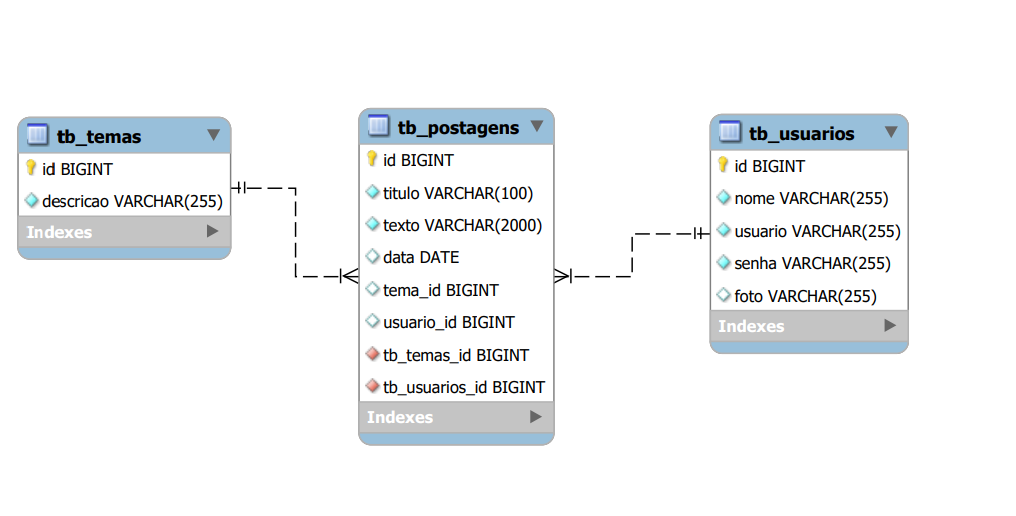 tb_temas
id BIGINT
descricao VARCHAR(255)
Indexes
tb_postagens
id BIGINT
titulo VARCHAR(100)
texto VARCHAR(2000)
data DATE
tema_id BIGINT
usuario_id BIGINT
tb_temas_id BIGINT
tb_usuarios_id BIGINT
Indexes
tb_usuarios
id BIGINT
nome VARCHAR(255)
usuario VARCHAR(255)
senha VARCHAR(255)
foto VARCHAR(255)
Indexes